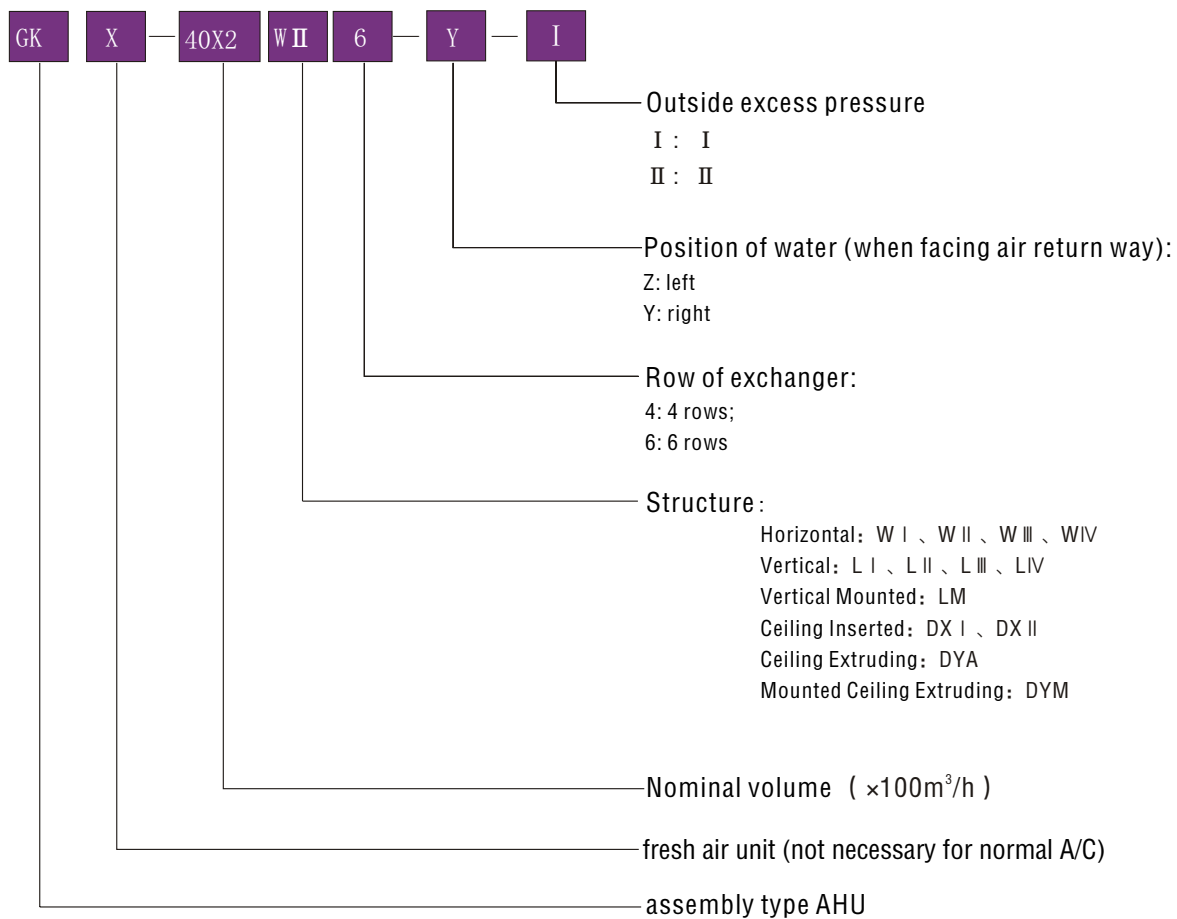 GK X — 40X2 WⅡ 6 — Y — Ⅰ
Outside excess pressure
Ⅰ: Ⅰ
Ⅱ: Ⅱ
Position of water (when facing air return way):
Z: left
Y: right
Row of exchanger:
4: 4 rows;
6: 6 rows
Structure:
Horizontal：WⅠ、WⅡ、WⅢ、WⅣ
Vertical：LⅠ、LⅡ、LⅢ、LⅣ
Vertical Mounted：LM
Ceiling Inserted：DXⅠ、DXⅡ
Ceiling Extruding：DYA
Mounted Ceiling Extruding：DYM
Nominal volume （×100m³/h）
fresh air unit (not necessary for normal A/C)
assembly type AHU